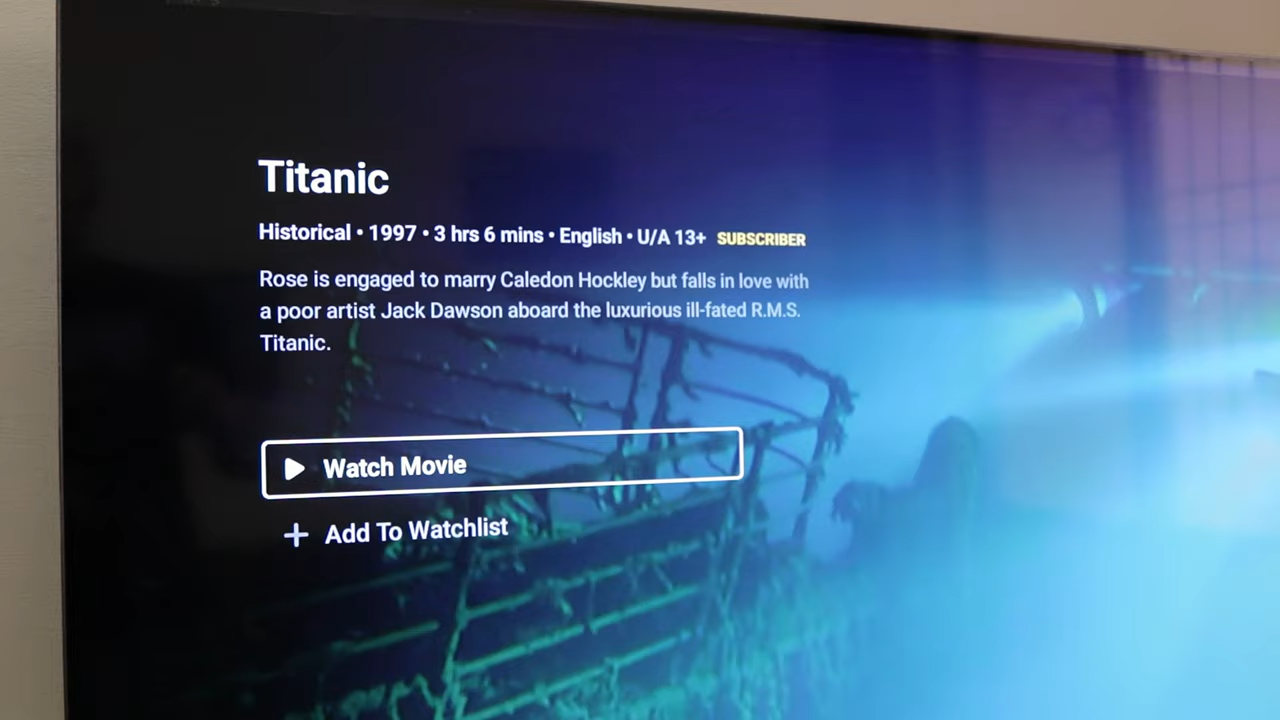 Titanic
Historical • 1997 • 3 hrs 6 mins • English • U/A 13+ SUBSCRIBER
Rose is engaged to marry Caledon Hockley but falls in love with
a poor artist Jack Dawson aboard the luxurious ill-fated R.M.S.
Titanic.
Watch Movie
Add To Watchlist